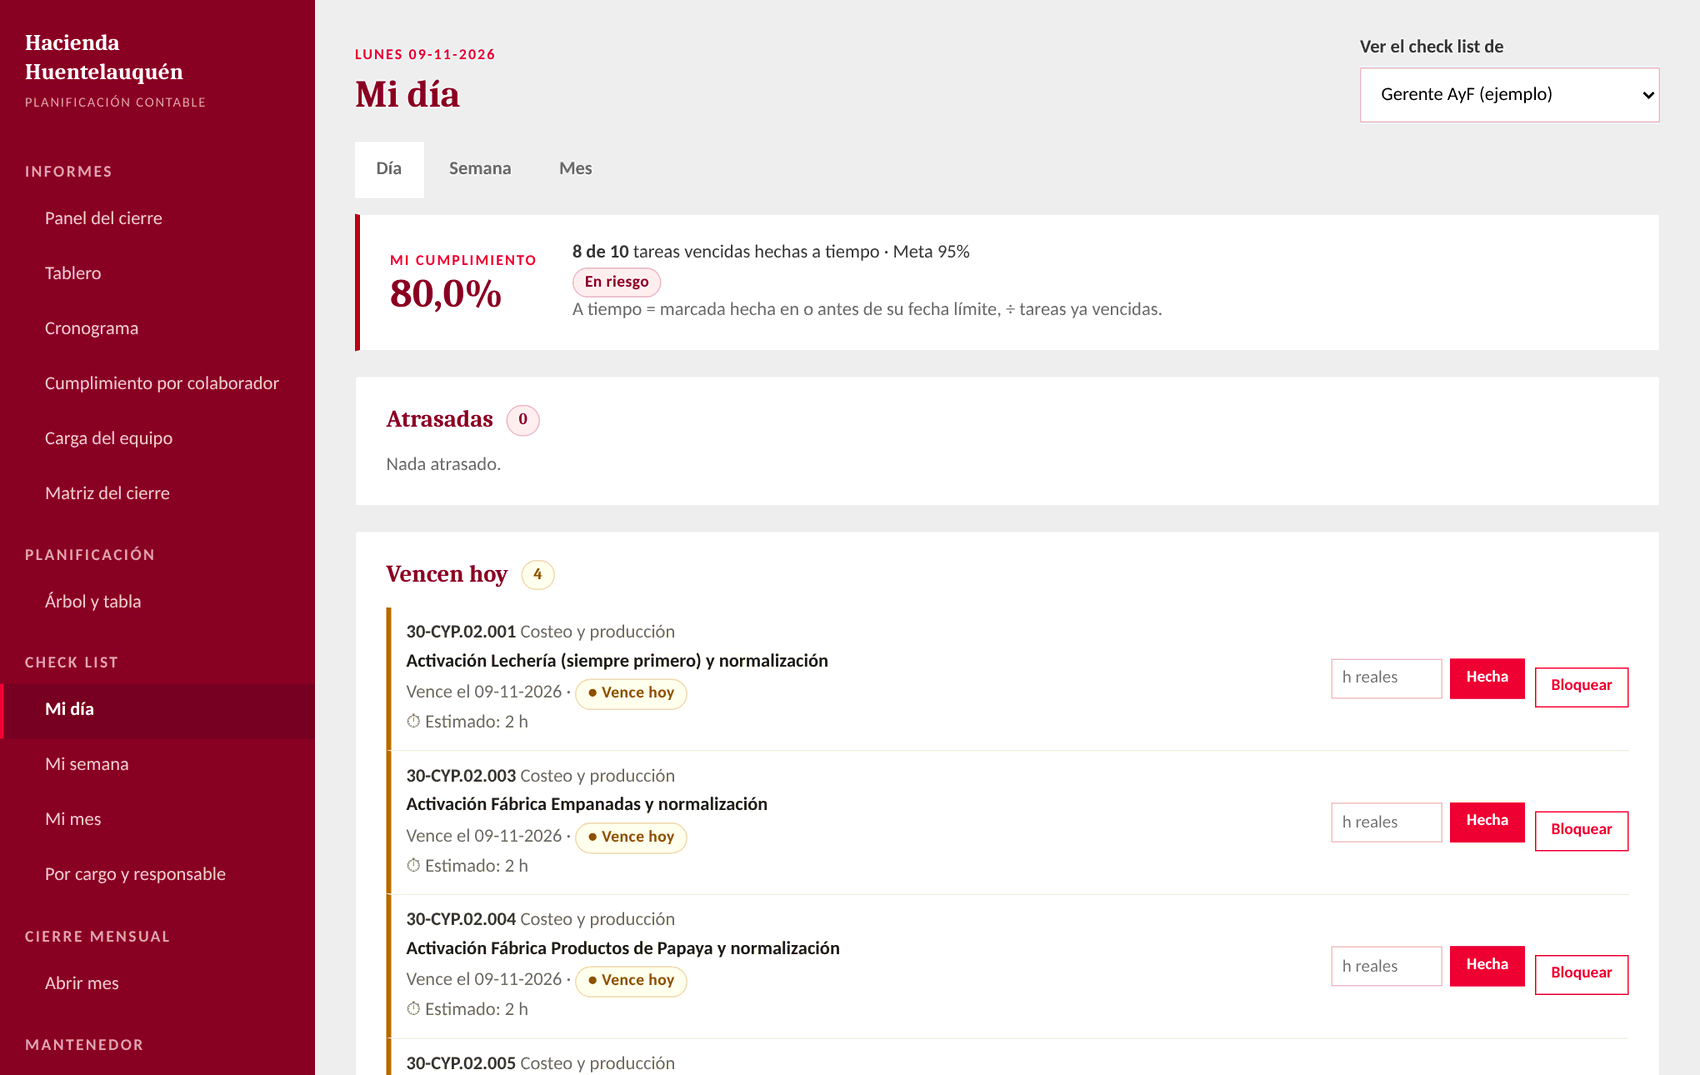 Hacienda
Huentelauquén
PLANIFICACIÓN CONTABLE
INFORMES
Panel del cierre
Tablero
Cronograma
Cumplimiento por colaborador
Carga del equipo
Matriz del cierre
PLANIFICACIÓN
Árbol y tabla
CHECK LIST
Mi día
Mi semana
Mi mes
Por cargo y responsable
CIERRE MENSUAL
Abrir mes
MANTENEDOR
LUNES 09-11-2026
Mi día
Ver el check list de
Gerente AyF (ejemplo)
Día Semana Mes
MI CUMPLIMIENTO
80,0%
8 de 10 tareas vencidas hechas a tiempo · Meta 95%
En riesgo
A tiempo = marcada hecha en o antes de su fecha límite, ÷ tareas ya vencidas.
Atrasadas 0
Nada atrasado.
Vencen hoy 4
30-CYP.02.001 Costeo y producción
Activación Lechería (siempre primero) y normalización
Vence el 09-11-2026 · ● Vence hoy
⏱ Estimado: 2 h
h reales Hecha Bloquear
30-CYP.02.003 Costeo y producción
Activación Fábrica Empanadas y normalización
Vence el 09-11-2026 · ● Vence hoy
⏱ Estimado: 2 h
h reales Hecha Bloquear
30-CYP.02.004 Costeo y producción
Activación Fábrica Productos de Papaya y normalización
Vence el 09-11-2026 · ● Vence hoy
⏱ Estimado: 2 h
h reales Hecha Bloquear
30-CYP.02.005 Costeo y producción